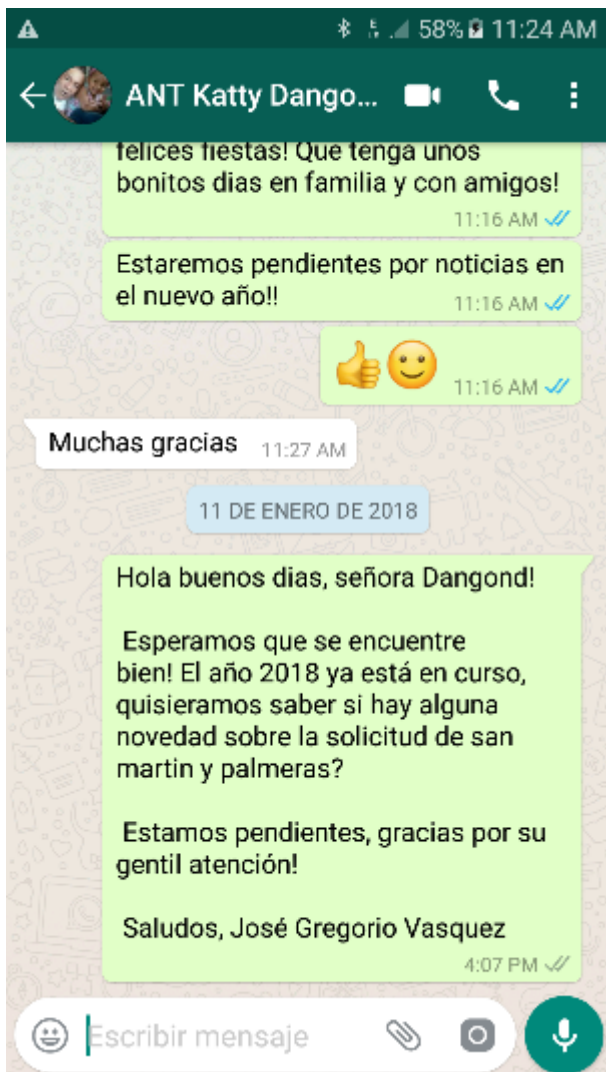 58% 11:24 AM
ANT Katty Dango...
felices fiestas! Que tenga unos
bonitos dias en familia y con amigos!
11:16 AM
Estaremos pendientes por noticias en
el nuevo año!!
11:16 AM
11:16 AM
Muchas gracias 11:27 AM
11 DE ENERO DE 2018
Hola buenos dias, señora Dangond!
Esperamos que se encuentre
bien! El año 2018 ya está en curso,
quisieramos saber si hay alguna
novedad sobre la solicitud de san
martin y palmeras?
Estamos pendientes, gracias por su
gentil atención!
Saludos, José Gregorio Vasquez
4:07 PM
Escribir mensaje